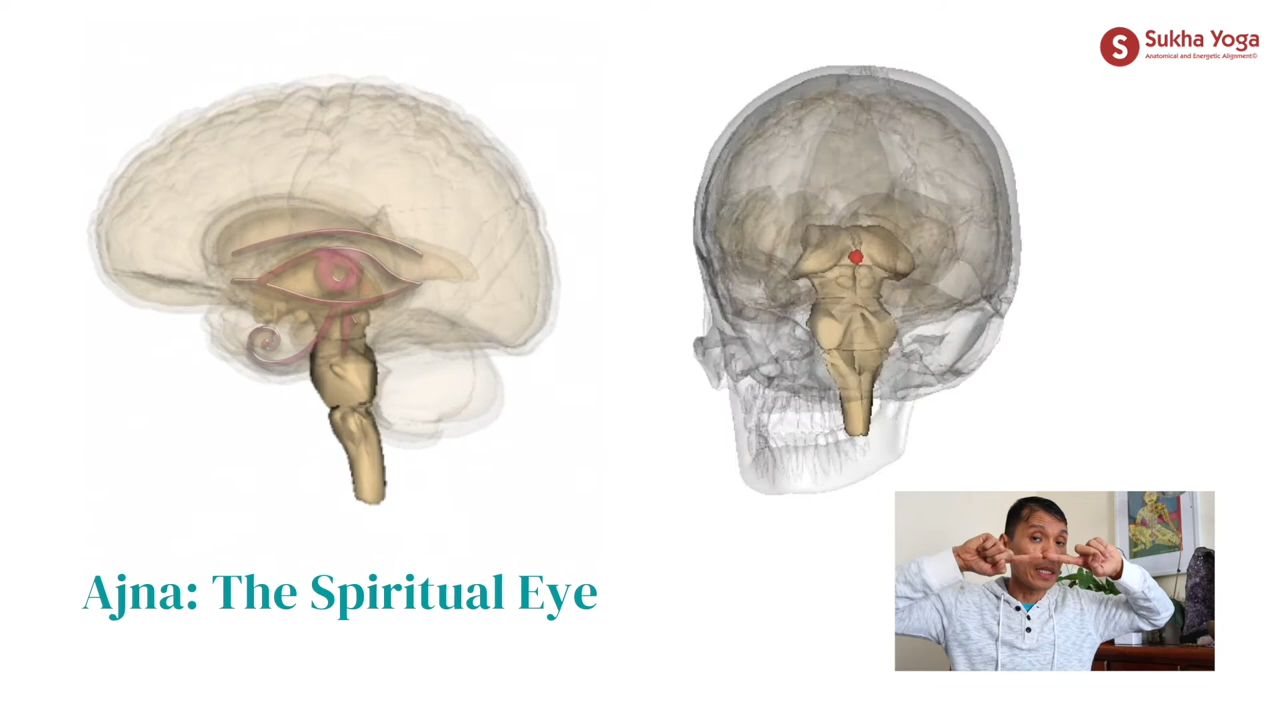 S
Sukha Yoga
Anatomical and Energetic Alignment©
Ajna: The Spiritual Eye